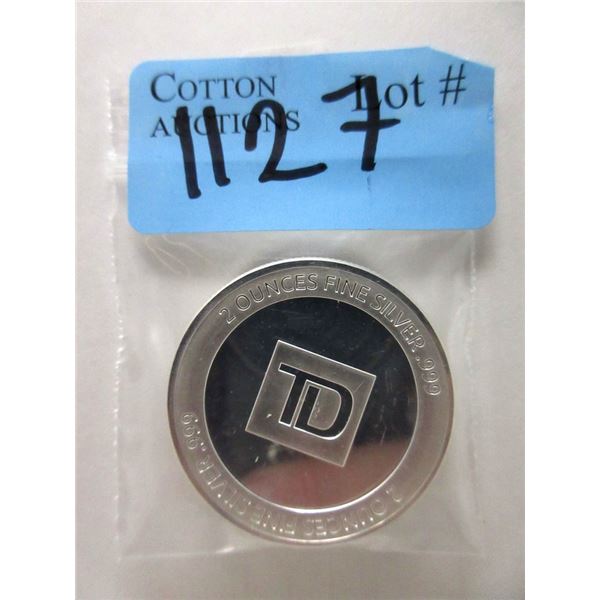 COTTON Lot #
AUCTIONS
1127
2 OUNCES FINE SILVER .999
TD
2 OUNCES FINE SILVER .999